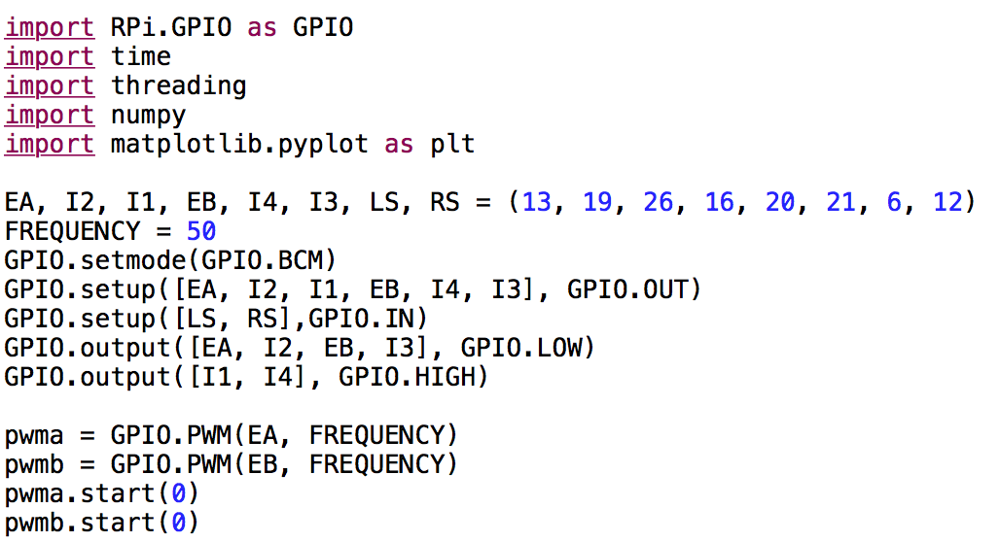 import RPi.GPIO as GPIO
import time
import threading
import numpy
import matplotlib.pyplot as plt
EA, I2, I1, EB, I4, I3, LS, RS = (13, 19, 26, 16, 20, 21, 6, 12)
FREQUENCY = 50
GPIO.setmode(GPIO.BCM)
GPIO.setup([EA, I2, I1, EB, I4, I3], GPIO.OUT)
GPIO.setup([LS, RS],GPIO.IN)
GPIO.output([EA, I2, EB, I3], GPIO.LOW)
GPIO.output([I1, I4], GPIO.HIGH)
pwma = GPIO.PWM(EA, FREQUENCY)
pwmb = GPIO.PWM(EB, FREQUENCY)
pwma.start(0)
pwmb.start(0)